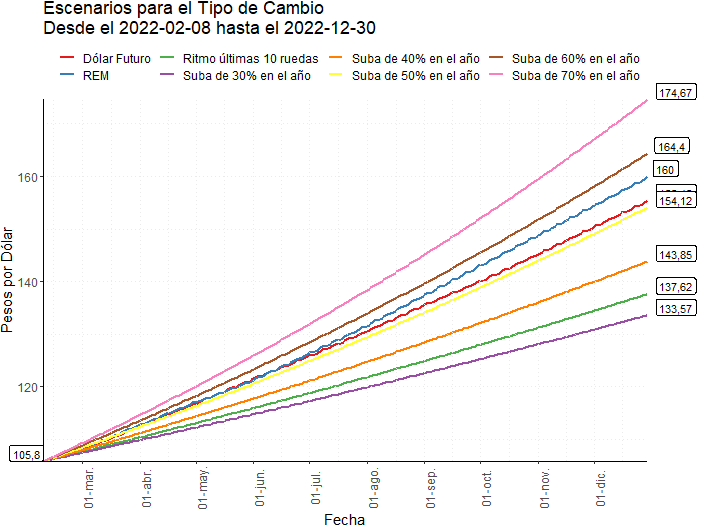 Escenarios para el Tipo de Cambio
Desde el 2022-02-08 hasta el 2022-12-30
Dólar Futuro
Ritmo últimas 10 ruedas
Suba de 40% en el año
Suba de 60% en el año
REM
Suba de 30% en el año
Suba de 50% en el año
Suba de 70% en el año
174,67
164,4
160
154,12
143,85
137,62
133,57
105,8
160
140
120
Pesos por Dólar
01-mar.
01-abr.
01-may.
01-jun.
01-jul.
01-ago.
01-sep.
01-oct.
01-nov.
01-dic.
Fecha